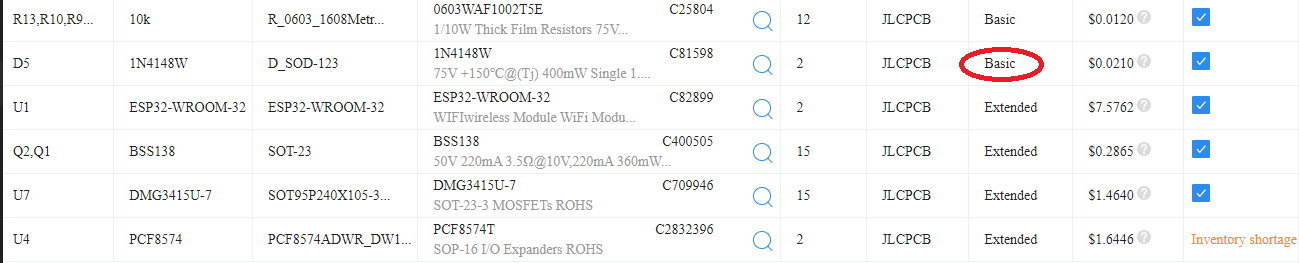 R13,R10,R9... 10k R_0603_1608Metr... 0603WAF1002T5E C25804 12 JLCPCB Basic $0.0120 ?
1/10W Thick Film Resistors 75V...
D5 1N4148W D_SOD-123 1N4148W C81598 2 JLCPCB Basic $0.0210 ?
75V +150℃@(Tj) 400mW Single 1....
U1 ESP32-WROOM-32 ESP32-WROOM-32 ESP32-WROOM-32 C82899 2 JLCPCB Extended $7.5762 ?
WIFIwireless Module WiFi Modu...
Q2,Q1 BSS138 SOT-23 BSS138 C400505 15 JLCPCB Extended $0.2865 ?
50V 220mA 3.5Ω@10V,220mA 360mW...
U7 DMG3415U-7 SOT95P240X105-3... DMG3415U-7 C709946 15 JLCPCB Extended $1.4640 ?
SOT-23-3 MOSFETs ROHS
U4 PCF8574 PCF8574ADWR_DW1... PCF8574T C2832396 2 JLCPCB Extended $1.6446 ? Inventory shortage
SOP-16 I/O Expanders ROHS